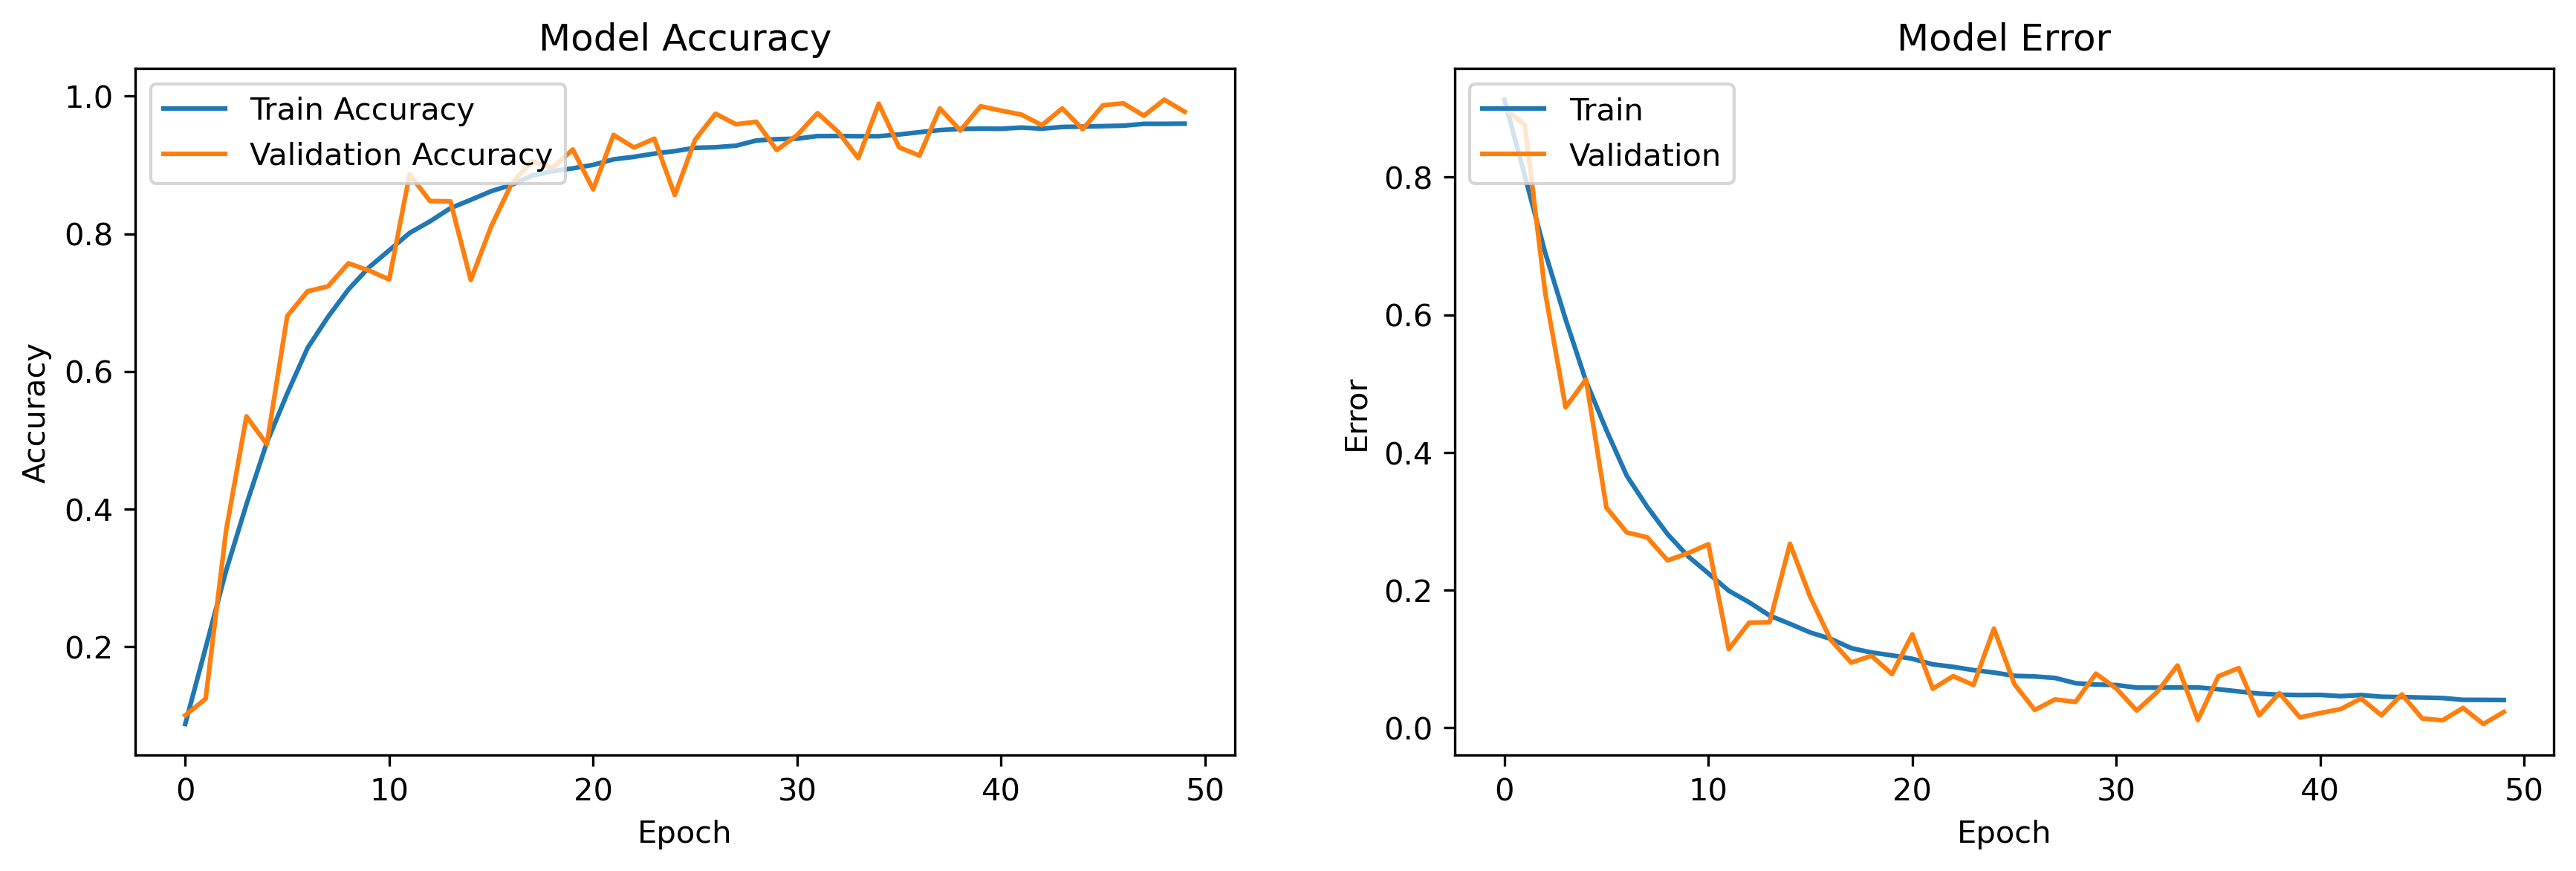 Model Accuracy
Train Accuracy
Validation Accuracy
1.0
0.8
0.6
0.4
0.2
Accuracy
0 10 20 30 40 50
Epoch
Model Error
Train
Validation
0.8
0.6
0.4
0.2
0.0
Error
0 10 20 30 40 50
Epoch